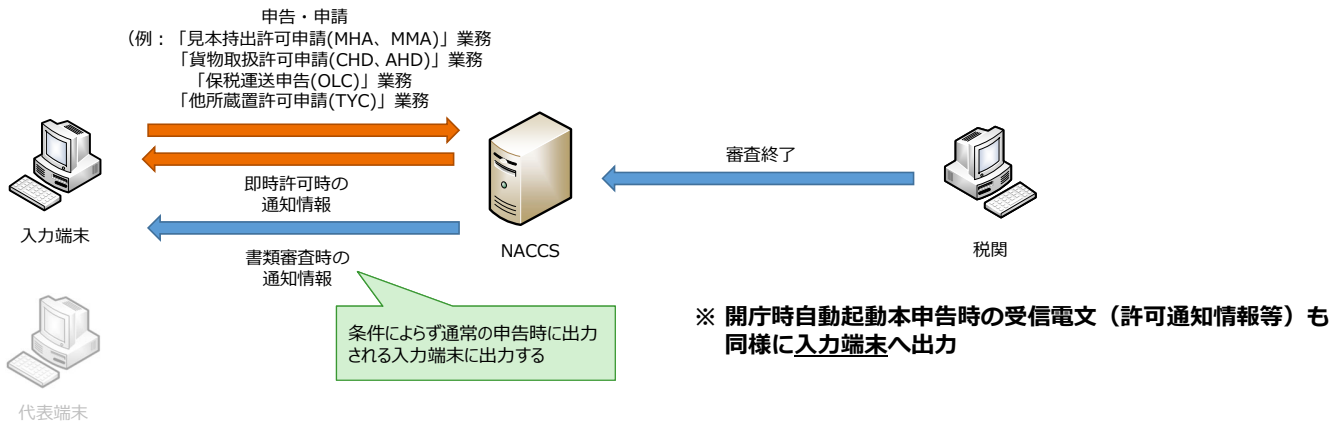 申告・申請
（例：「見本持出許可申請(MHA、MMA)」業務
「貨物取扱許可申請(CHD、AHD)」業務
「保税運送申告(OLC)」業務
「他所蔵置許可申請(TYC)」業務
審査終了
即時許可時の
通知情報
入力端末
NACCS
税関
書類審査時の
通知情報
条件によらず通常の申告時に出力
される入力端末に出力する
※ 開庁時自動起動本申告時の受信電文（許可通知情報等）も
同様に入力端末へ出力
代表端末